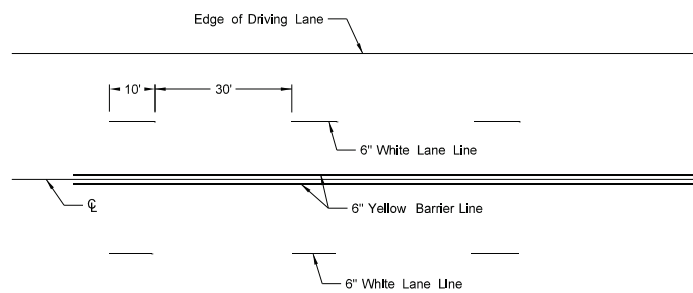 Edge of Driving Lane
10' 30'
6" White Lane Line
℄
6" Yellow Barrier Line
6" White Lane Line